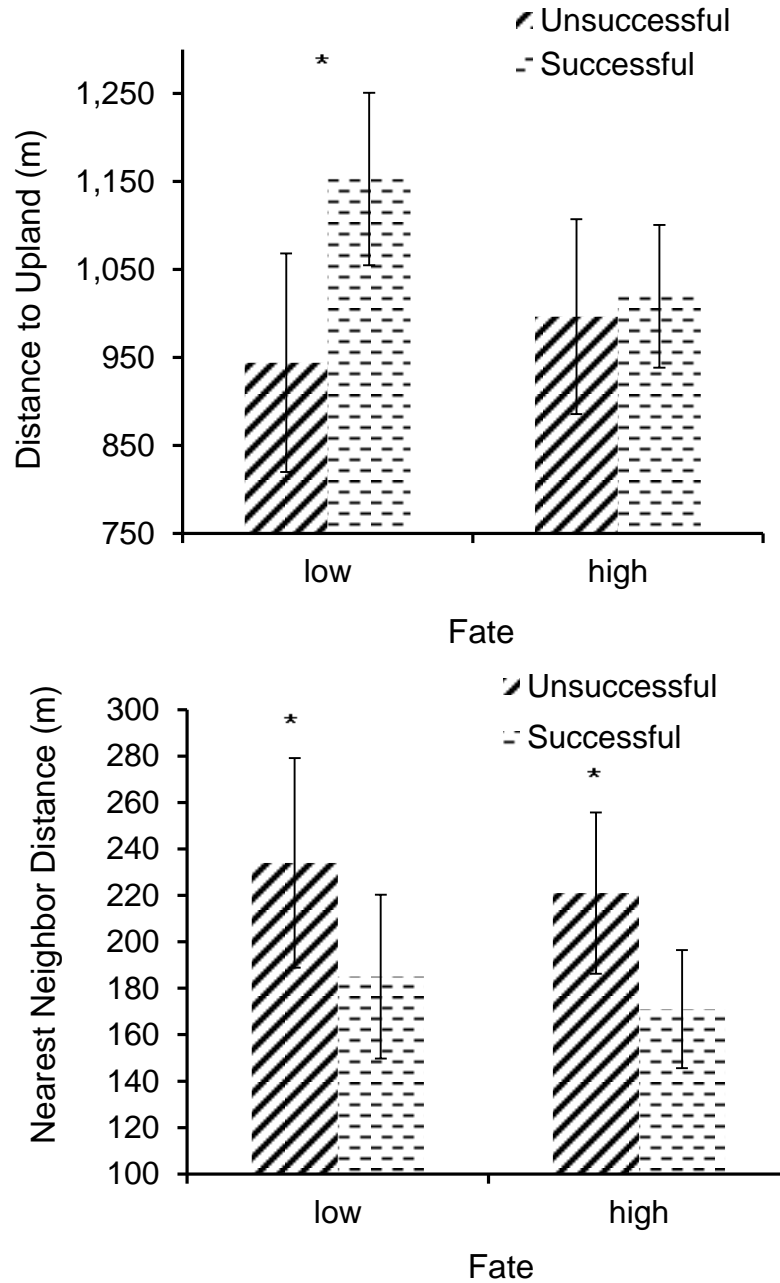 Unsuccessful
Successful
*
Distance to Upland (m)
1,250
1,150
1,050
950
850
750
low high
Fate
Unsuccessful
Successful
Nearest Neighbor Distance (m)
300
280
260
240
220
200
180
160
140
120
100
*
*
low high
Fate